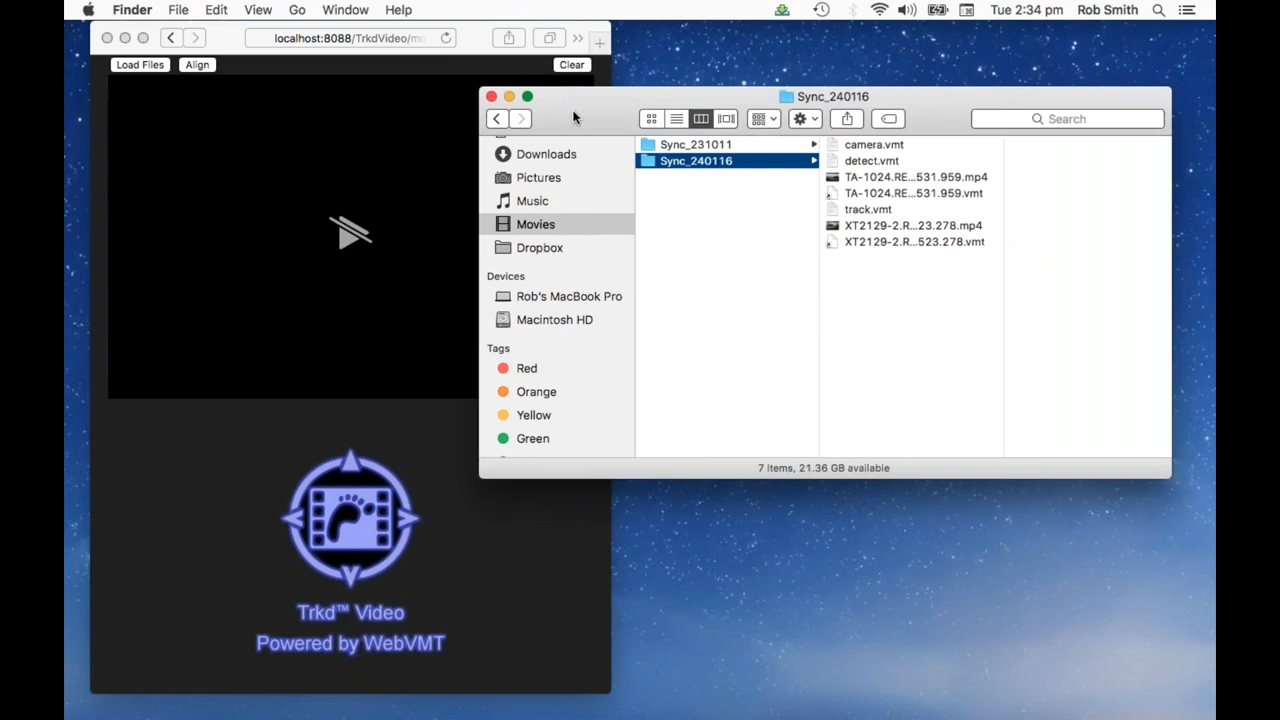 Finder File Edit View Go Window Help Tue 2:34 pm Rob Smith
localhost:8088/TrkdVideo/mo
Load Files Align Clear
Sync_240116
Search
Downloads
Pictures
Music
Movies
Dropbox
Devices
Rob's MacBook Pro
Macintosh HD
Tags
Red
Orange
Yellow
Green
Sync_231011
Sync_240116
camera.vmt
detect.vmt
TA-1024.RE...531.959.mp4
TA-1024.RE...531.959.vmt
track.vmt
XT2129-2.R...23.278.mp4
XT2129-2.R...523.278.vmt
7 items, 21.36 GB available
Trkd™ Video
Powered by WebVMT